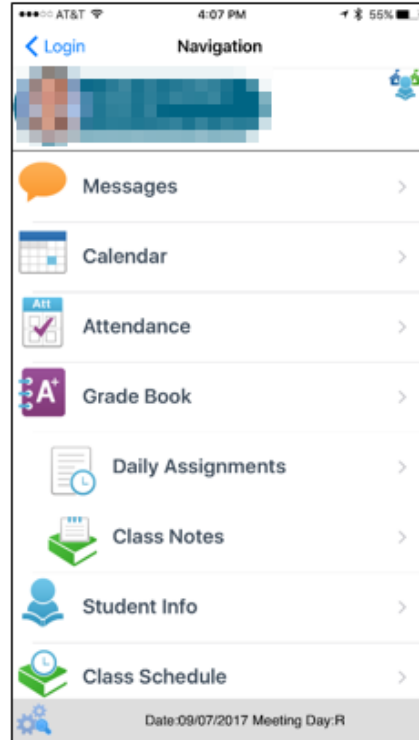 AT&T 4:07 PM 55%
Login Navigation
Messages
Calendar
Att
Attendance
A+
Grade Book
Daily Assignments
Class Notes
Student Info
Class Schedule
Date:09/07/2017 Meeting Day:R